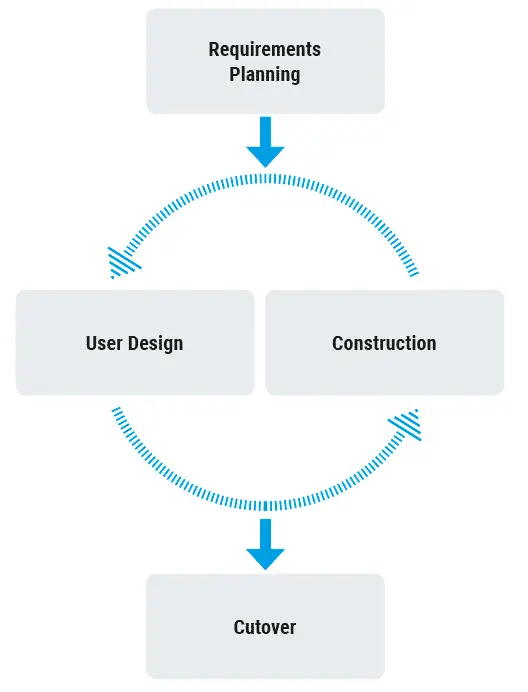 Requirements
Planning
User Design
Construction
Cutover